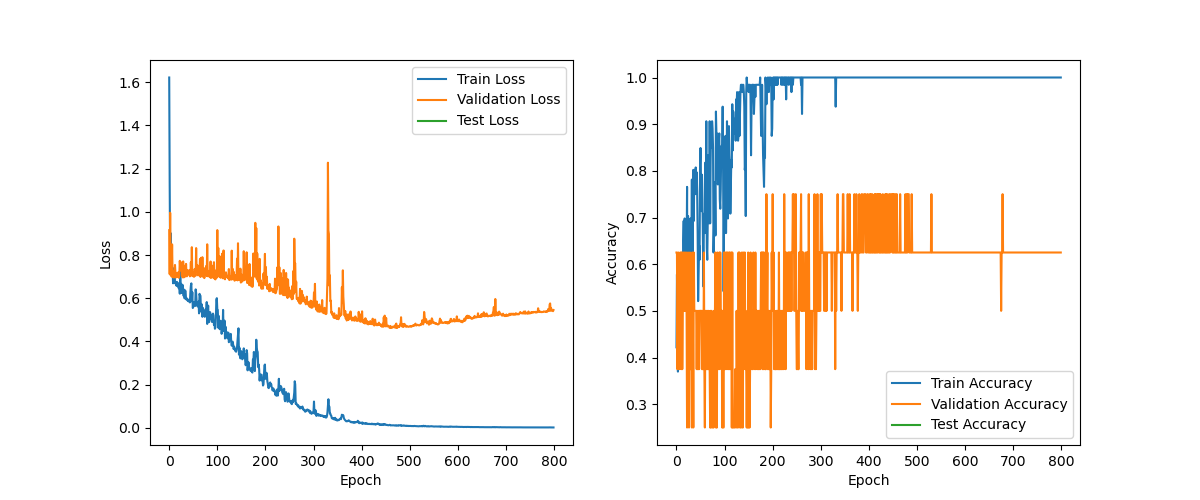 Train Loss
Validation Loss
Test Loss
1.6
1.4
1.2
1.0
0.8
0.6
0.4
0.2
0.0
Loss
0 100 200 300 400 500 600 700 800
Epoch
1.0
0.9
0.8
0.7
0.6
0.5
0.4
0.3
Accuracy
Train Accuracy
Validation Accuracy
Test Accuracy
0 100 200 300 400 500 600 700 800
Epoch